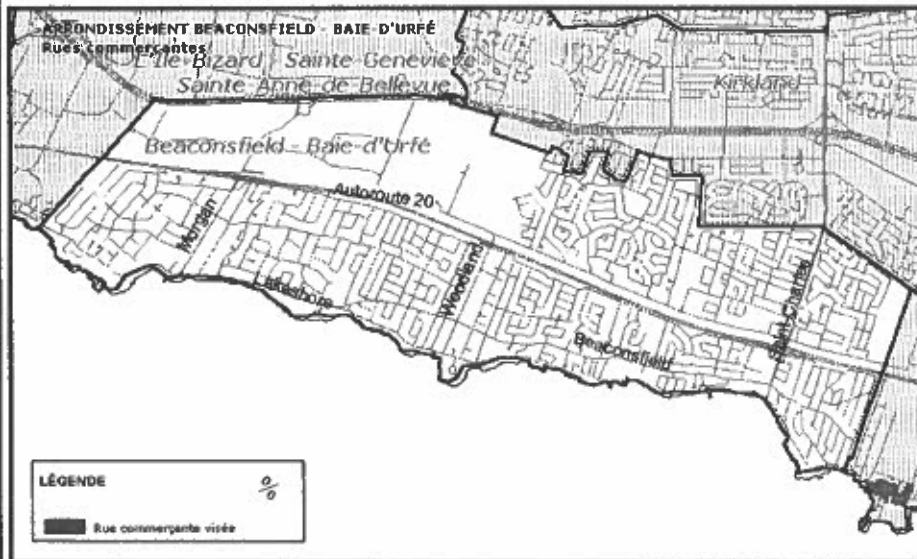 ARRONDISSEMENT BEACONSFIELD - BAIE D'URFÉ
Rues commerçantes
L'Île Bizard - Sainte Geneviève -
Sainte Anne de Bellevue
Kirkland
Beaconsfield - Baie-d'Urfé
Autoroute 20
Morgan
Lakeshore
Woodland
Beaconsfield
Saint-Charles
LÉGENDE
%
Rue commerçante visée